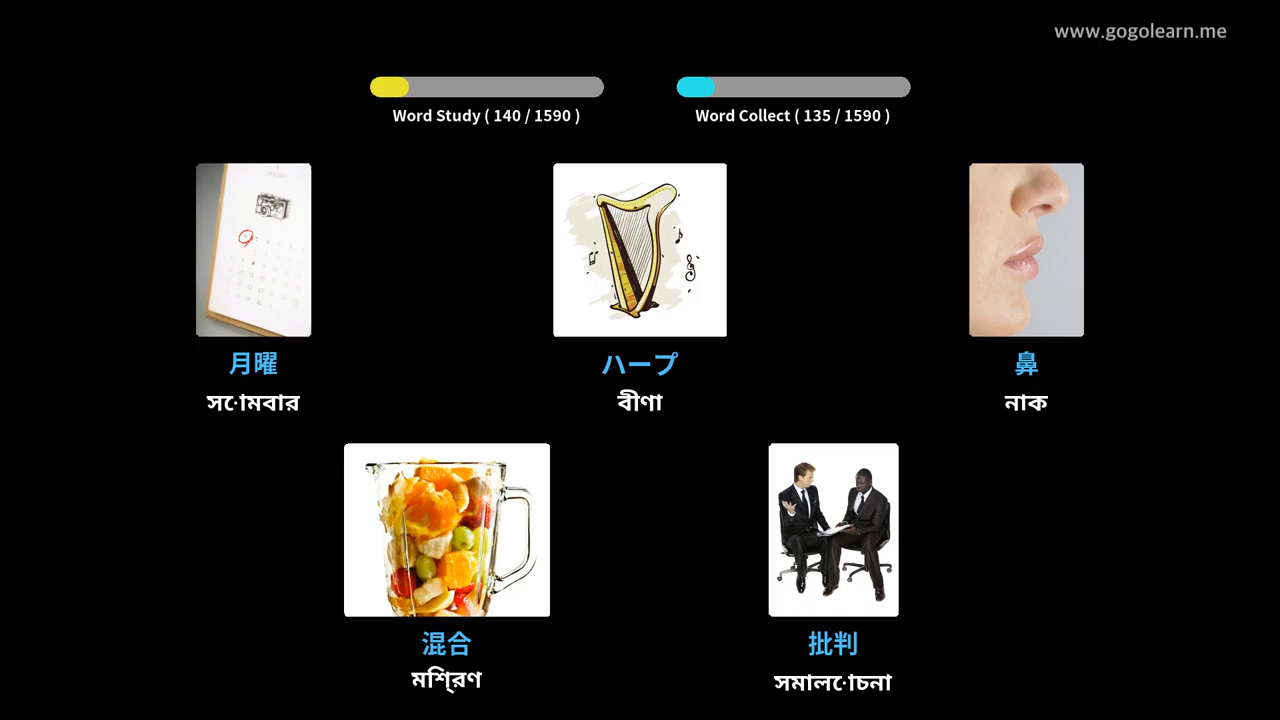 www.gogolearn.me
Word Study ( 140 / 1590 )
Word Collect ( 135 / 1590 )
月曜
সোমবার
ハープ
বীণা
鼻
নাক
混合
মিশ্রণ
批判
সমালোচনা